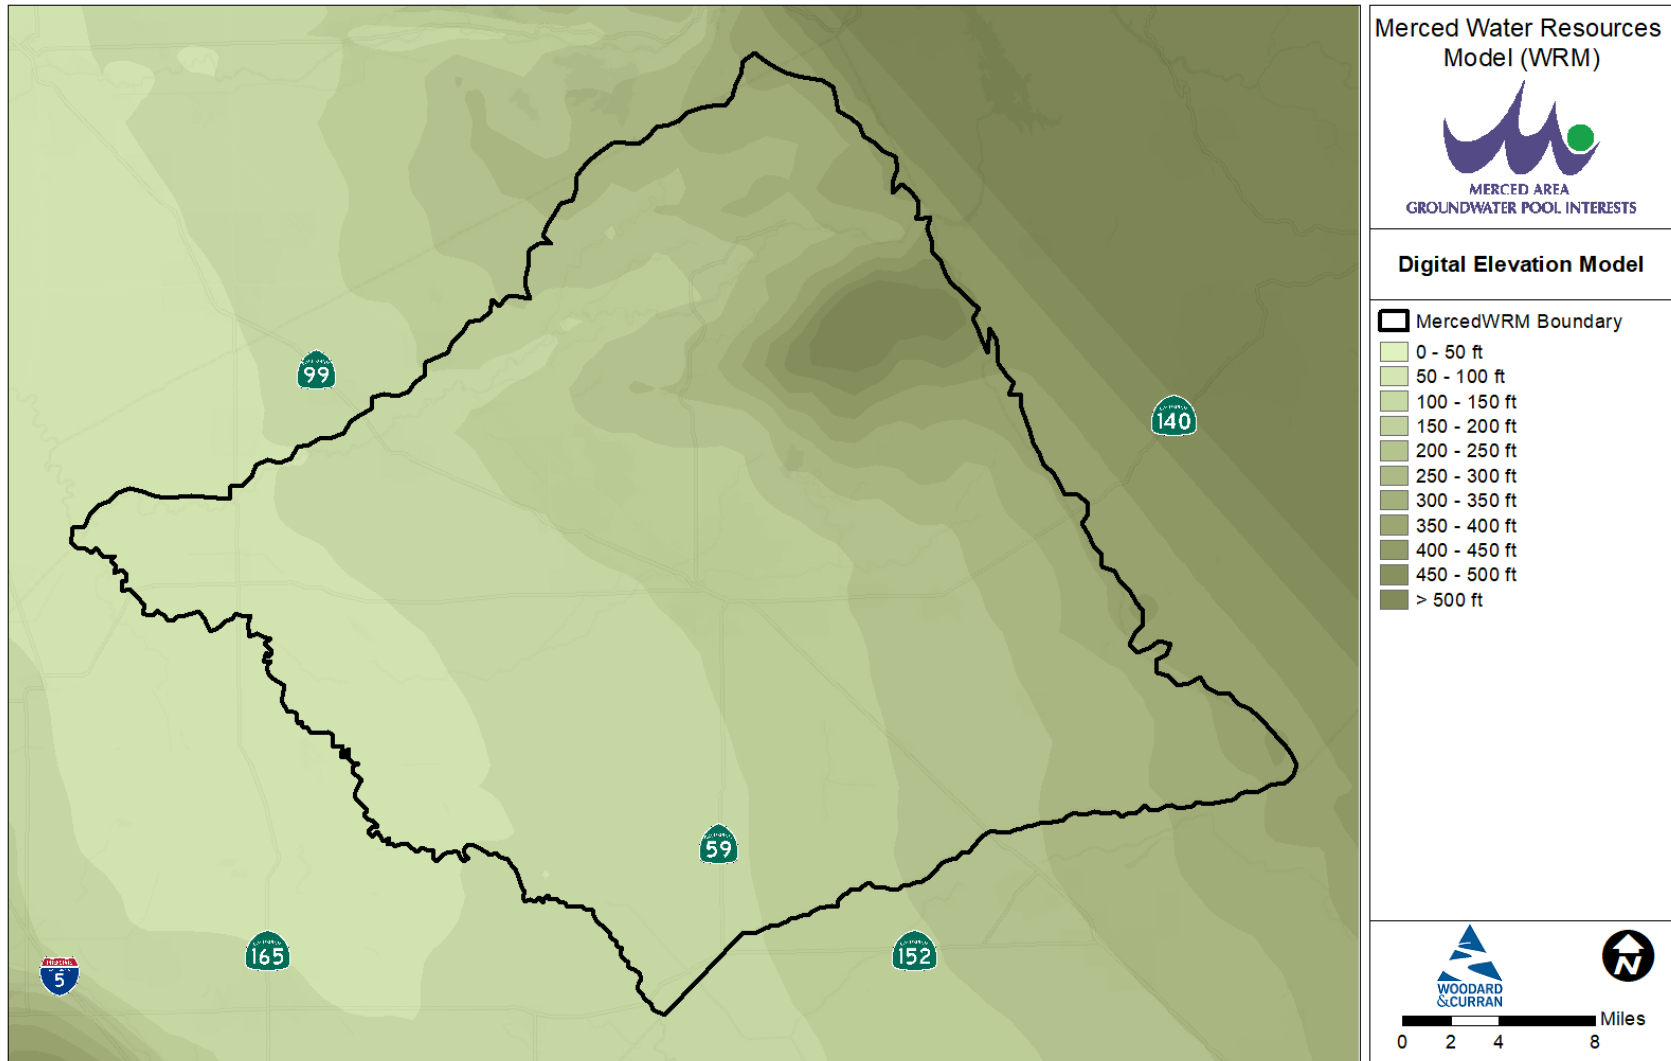 Merced Water Resources
Model (WRM)
MERCED AREA
GROUNDWATER POOL INTERESTS
Digital Elevation Model
MercedWRM Boundary
0 - 50 ft
50 - 100 ft
100 - 150 ft
150 - 200 ft
200 - 250 ft
250 - 300 ft
300 - 350 ft
350 - 400 ft
400 - 450 ft
450 - 500 ft
> 500 ft
99
140
59
165
152
5
WOODARD
&CURRAN
N
Miles
0 2 4 8